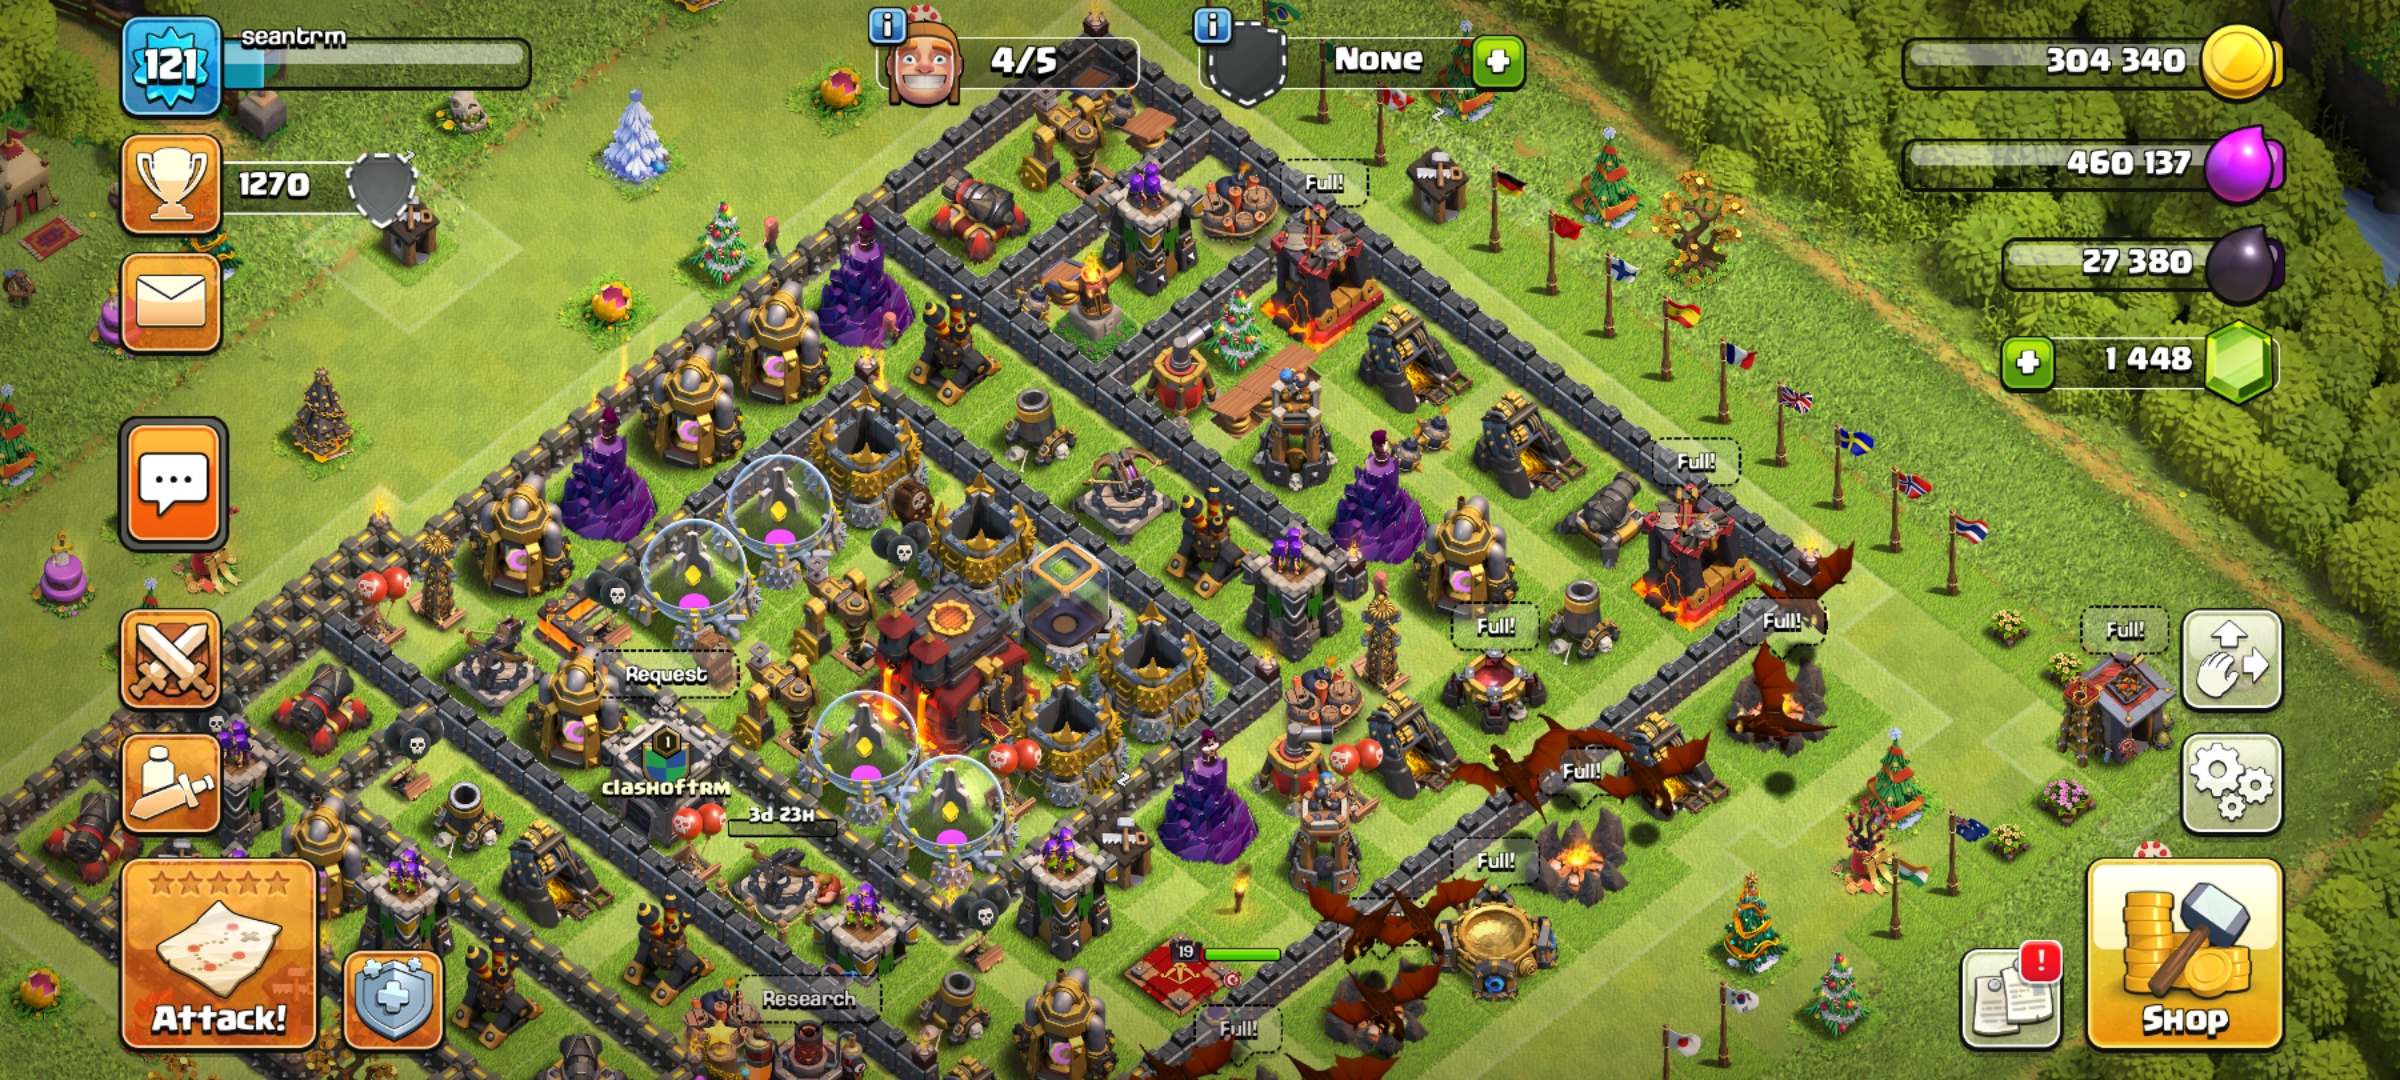 seantrm
121
4/5
None
304 340
1270
460 137
27 380
1 448
Full!
Full!
Full!
Full!
Full!
Request
1
clashofTRM
3d 23H
Full!
Full!
19
Research
Full!
Attack!
!
Shop